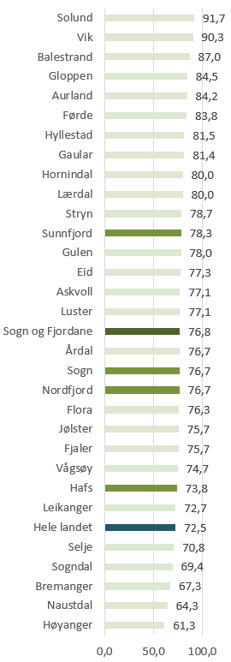 Solund 91,7
Vik 90,3
Balestrand 87,0
Gloppen 84,5
Aurland 84,2
Førde 83,8
Hyllestad 81,5
Gaular 81,4
Hornindal 80,0
Lærdal 80,0
Stryn 78,7
Sunnfjord 78,3
Gulen 78,0
Eid 77,3
Askvoll 77,1
Luster 77,1
Sogn og Fjordane 76,8
Årdal 76,7
Sogn 76,7
Nordfjord 76,7
Flora 76,3
Jølster 75,7
Fjaler 75,7
Vågsøy 74,7
Hafs 73,8
Leikanger 72,7
Hele landet 72,5
Selje 70,8
Sogndal 69,4
Bremanger 67,3
Naustdal 64,3
Høyanger 61,3
0,0 50,0 100,0